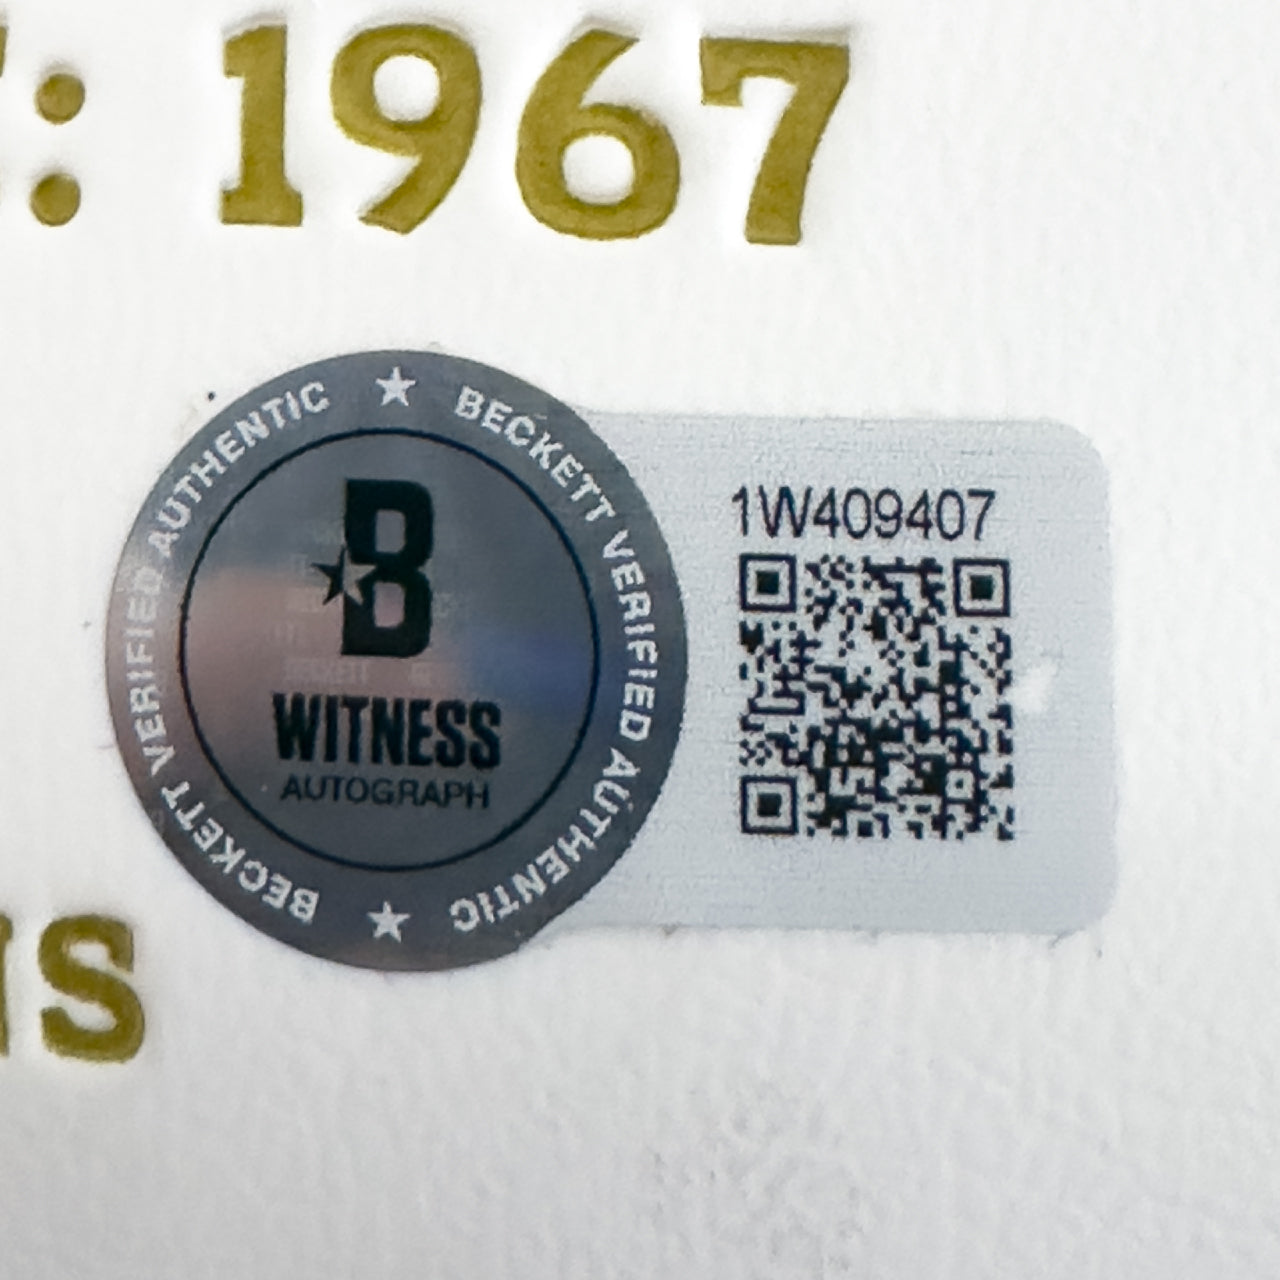 : 1967
BECKETT VERIFIED AUTHENTIC ★ BECKETT VERIFIED AUTHENTIC ★
B
WITNESS
AUTOGRAPH
1W409407